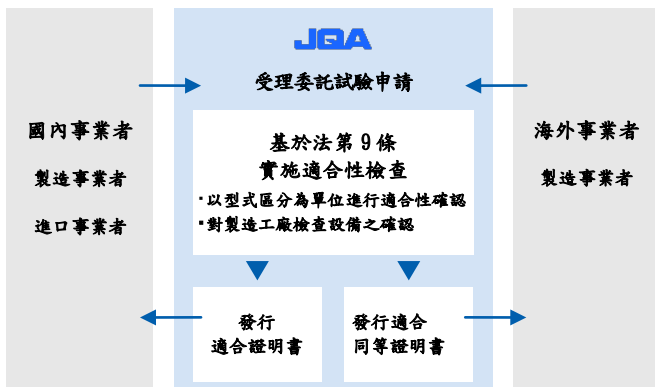 JQA
受理委託試驗申請
國內事業者
製造事業者
進口事業者
基於法第9條
實施適合性檢查
･以型式區分為單位進行適合性確認
･對製造工廠檢查設備之確認
海外事業者
製造事業者
發行
適合證明書
發行適合
同等證明書